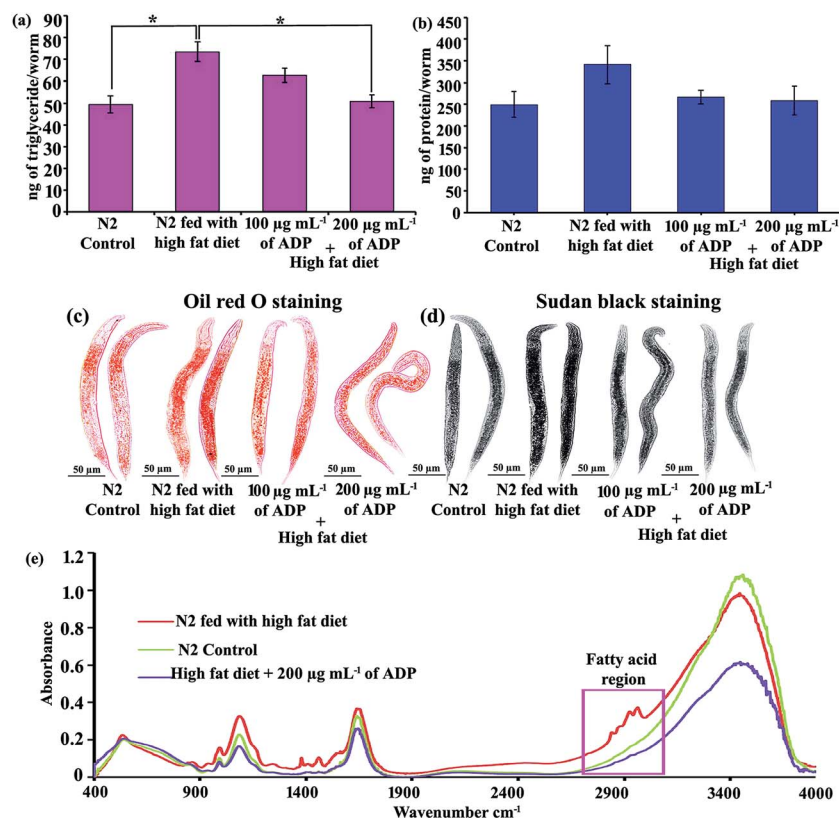 (a)
ng of triglyceride/worm
90
80
70
60
50
40
30
20
10
0
*
*
N2
Control
N2 fed with
high fat diet
100 µg mL⁻¹
of ADP
200 µg mL⁻¹
of ADP
+
High fat diet
(b)
ng of protein/worm
450
400
350
300
250
200
150
100
50
0
N2
Control
N2 fed with
high fat diet
100 µg mL⁻¹
of ADP
200 µg mL⁻¹
of ADP
+
High fat diet
Oil red O staining
(c)
50 µm
50 µm
50 µm
50 µm
N2
Control
N2 fed with
high fat diet
100 µg mL⁻¹
of ADP
200 µg mL⁻¹
of ADP
+
High fat diet
Sudan black staining
(d)
50 µm
50 µm
50 µm
50 µm
N2
Control
N2 fed with
high fat diet
100 µg mL⁻¹
of ADP
200 µg mL⁻¹
of ADP
+
High fat diet
(e)
Absorbance
1.2
1.0
0.8
0.6
0.4
0.2
0
N2 fed with high fat diet
N2 Control
High fat diet + 200 µg mL⁻¹ of ADP
Fatty acid
region
400 900 1400 1900 2400 2900 3400 4000
Wavenumber cm⁻¹